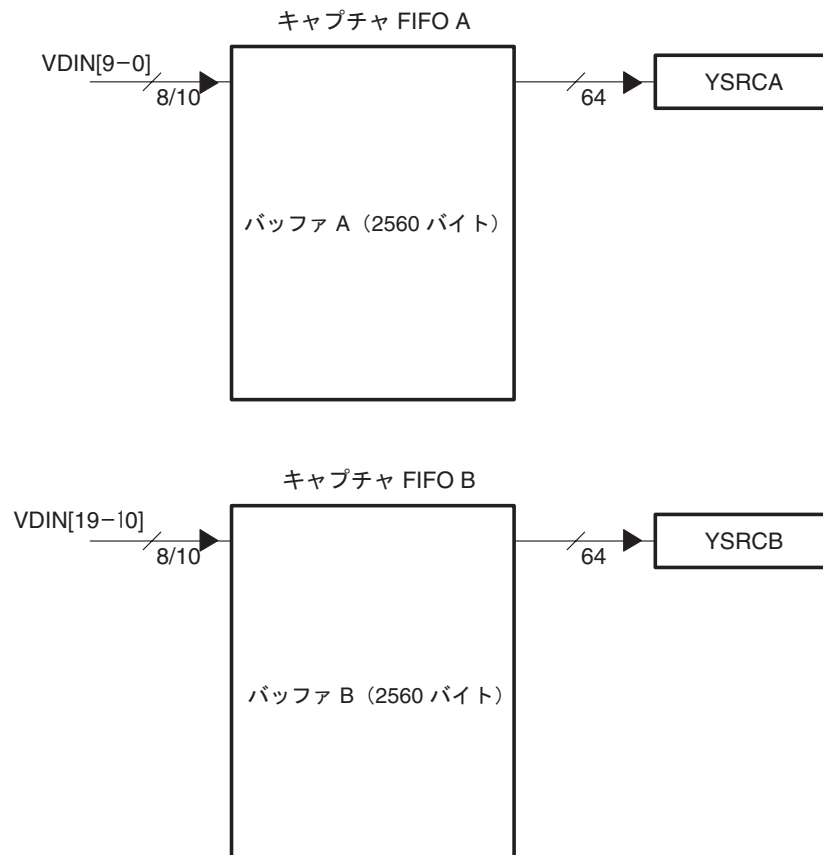 キャプチャ FIFO A
VDIN[9−0]
8/10
64
YSRCA
バッファ A（2560 バイト）
キャプチャ FIFO B
VDIN[19−10]
8/10
64
YSRCB
バッファ B（2560 バイト）